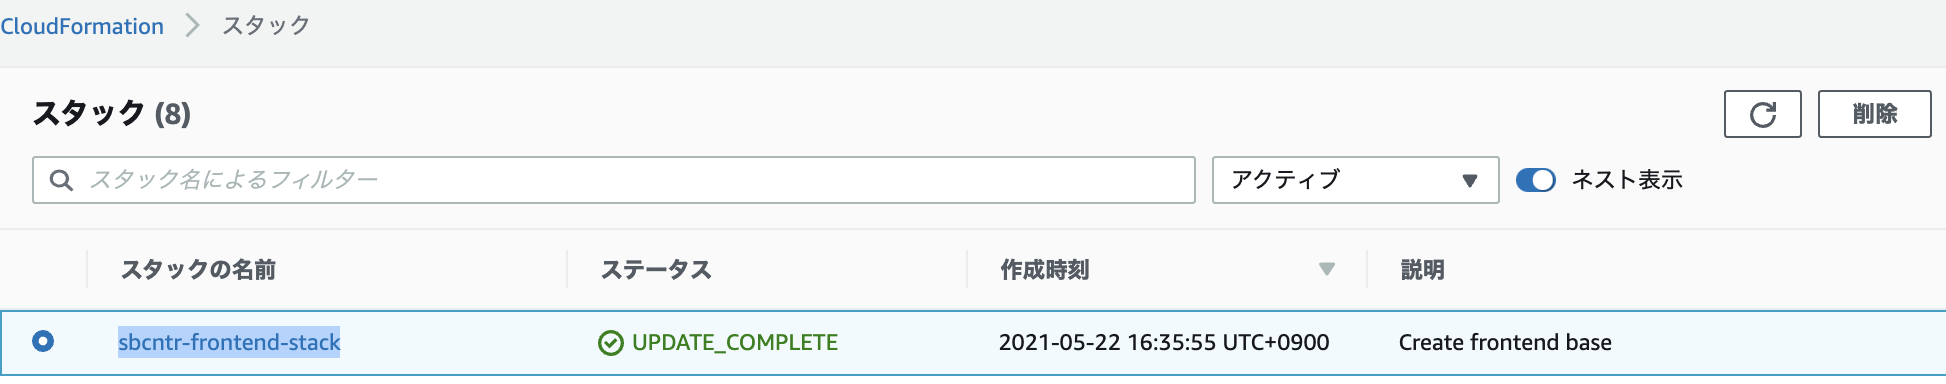 CloudFormation > スタック
スタック (8)
削除
スタック名によるフィルター
アクティブ
ネスト表示
スタックの名前 ステータス 作成時刻 説明
sbcntr-frontend-stack UPDATE_COMPLETE 2021-05-22 16:35:55 UTC+0900 Create frontend base